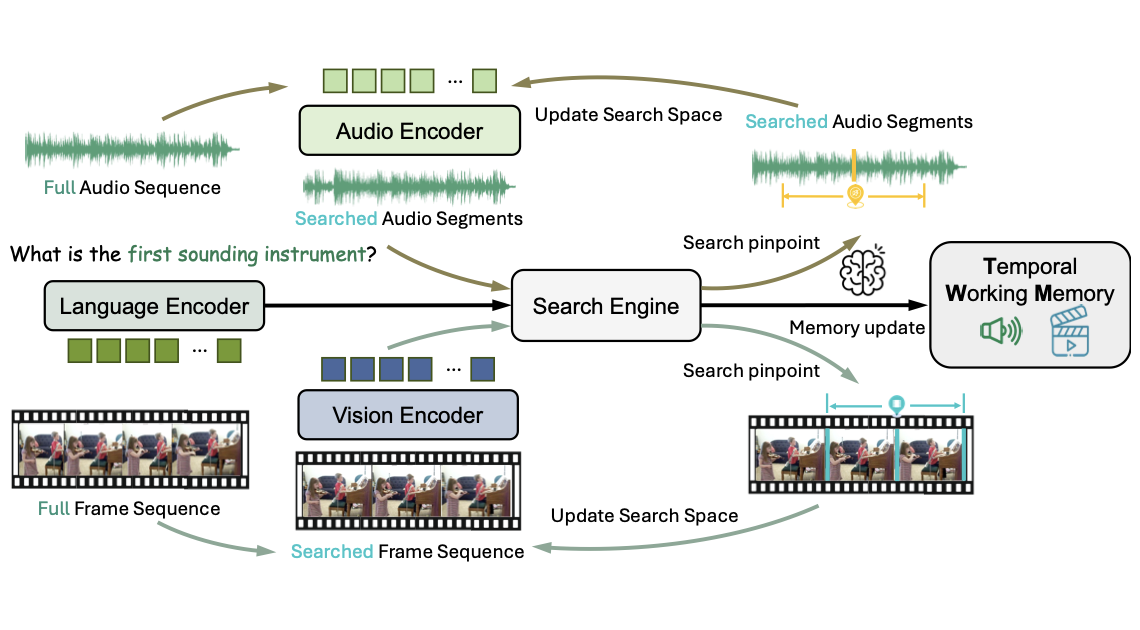 ...
Audio Encoder
Update Search Space
Searched Audio Segments
Full Audio Sequence
Searched Audio Segments
What is the first sounding instrument?
Search pinpoint
Language Encoder
Search Engine
Temporal
Working Memory
Memory update
...
...
Search pinpoint
Vision Encoder
Full Frame Sequence
Update Search Space
Searched Frame Sequence